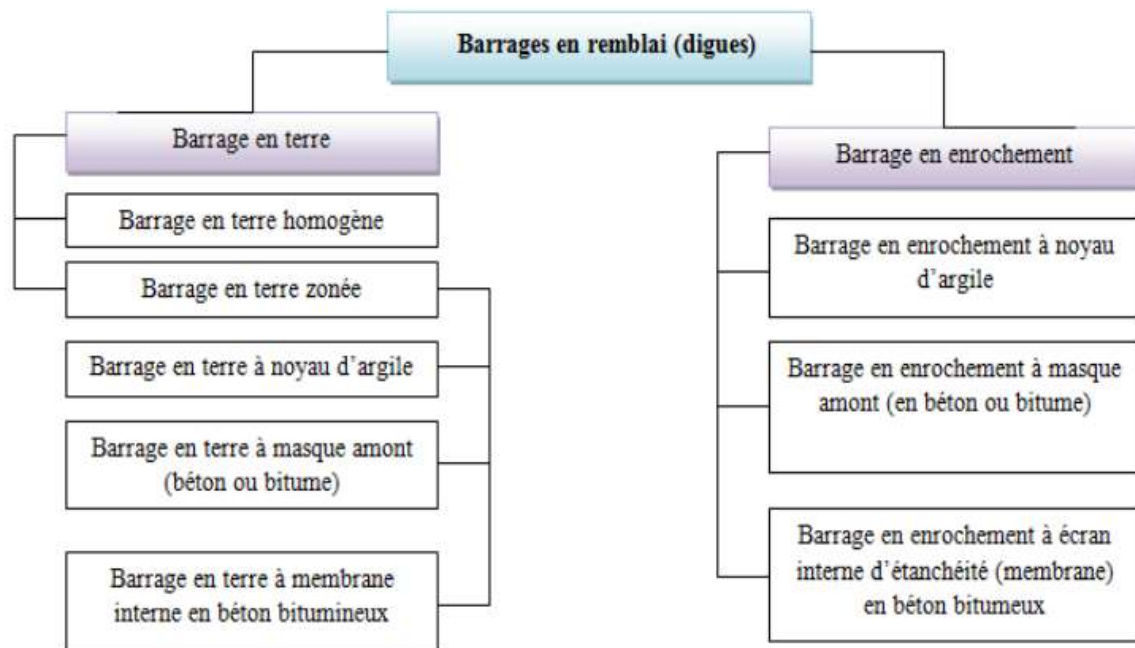 Barrages en remblai (digues)
Barrage en terre
Barrage en terre homogène
Barrage en terre zonée
Barrage en terre à noyau d'argile
Barrage en terre à masque amont
(béton ou bitume)
Barrage en terre à membrane
interne en béton bitumineux
Barrage en enrochement
Barrage en enrochement à noyau
d'argile
Barrage en enrochement à masque
amont (en béton ou bitume)
Barrage en enrochement à écran
interne d'étanchéité (membrane)
en béton bitumeux